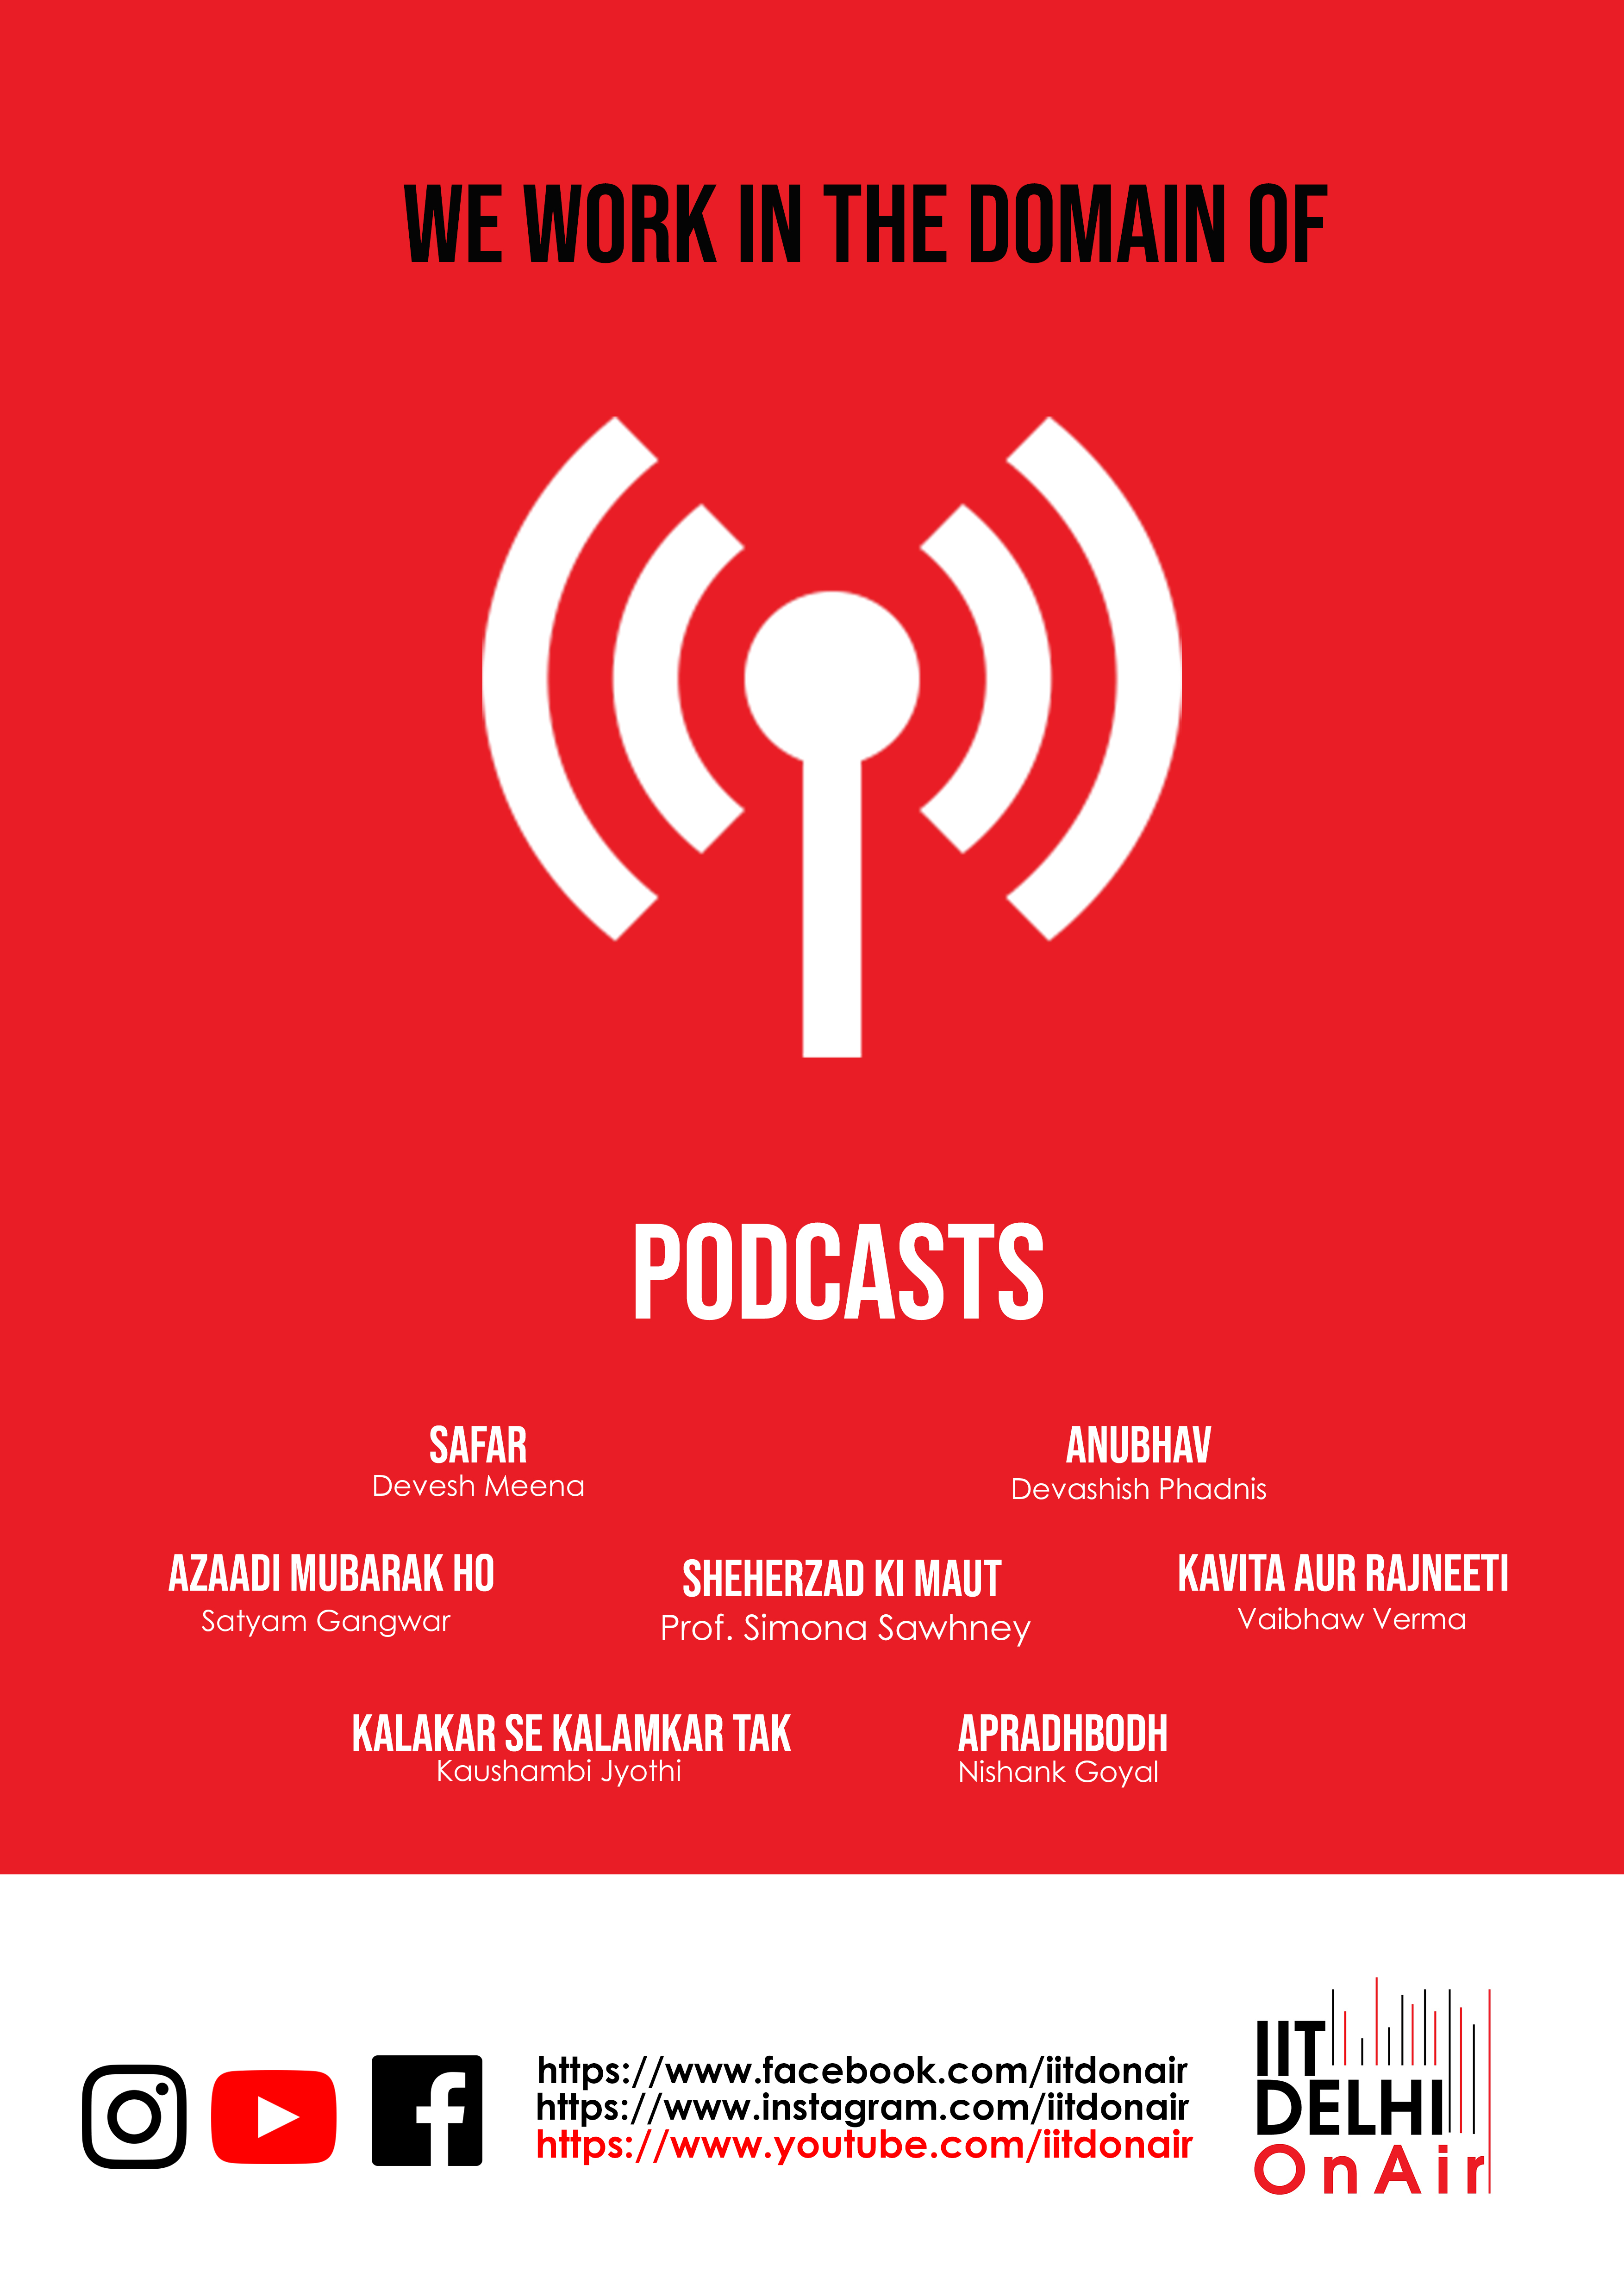 WE WORK IN THE DOMAIN OF
PODCASTS
SAFAR
Devesh Meena
ANUBHAV
Devashish Phadnis
AZAADI MUBARAK HO
Satyam Gangwar
SHEHERZAD KI MAUT
Prof. Simona Sawhney
KAVITA AUR RAJNEETI
Vaibhaw Verma
KALAKAR SE KALAMKAR TAK
Kaushambi Jyothi
APRADHBODH
Nishank Goyal
https://www.facebook.com/iitdonair
https://www.instagram.com/iitdonair
https://www.youtube.com/iitdonair
IIT
DELHI
OnAir